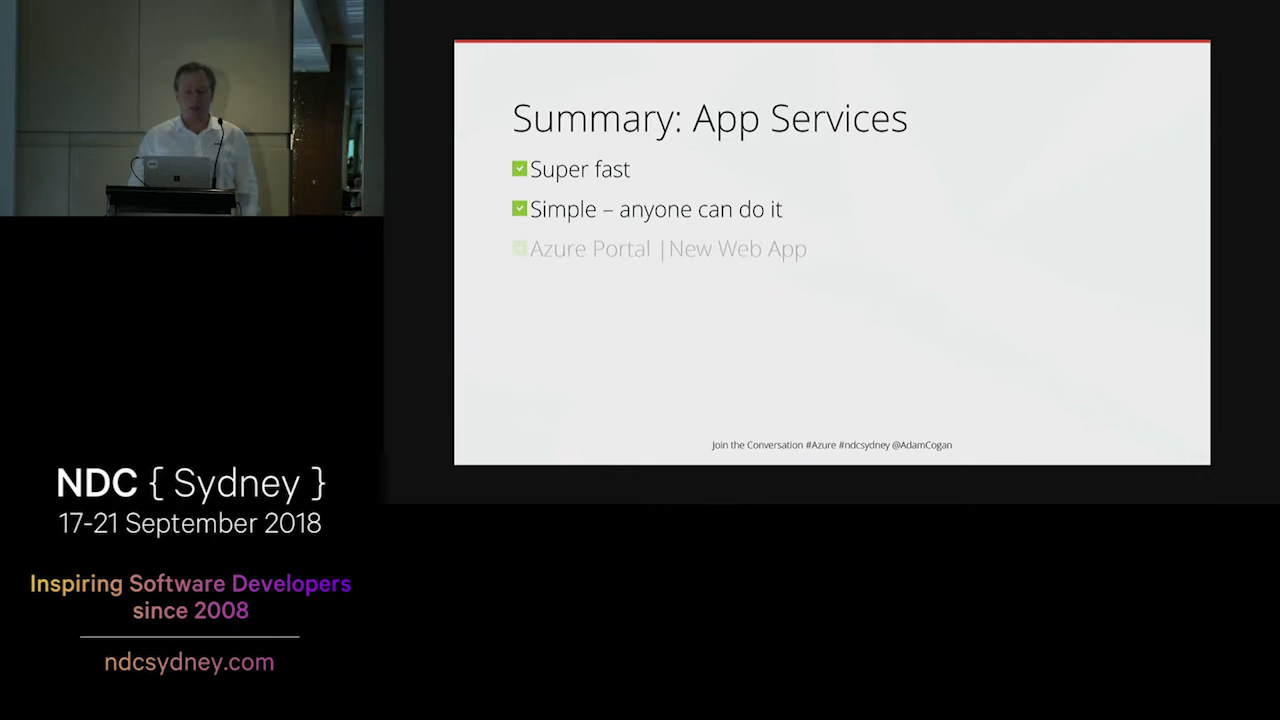 Summary: App Services
Super fast
Simple – anyone can do it
Azure Portal |New Web App
Join the Conversation #Azure #ndcsydney @AdamCogan
NDC { Sydney }
17-21 September 2018
Inspiring Software Developers
since 2008
ndcsydney.com